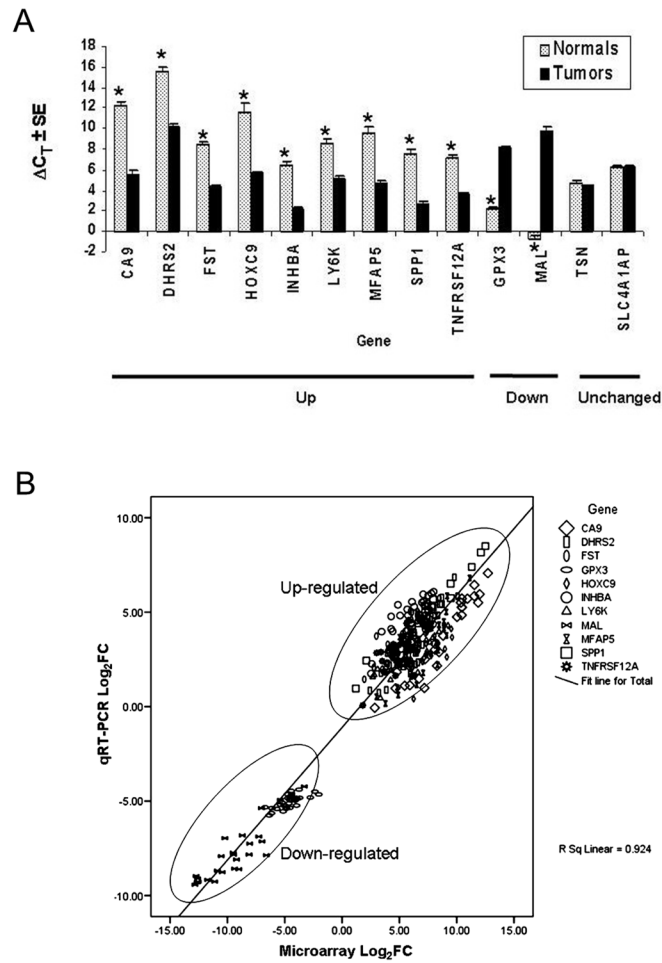 A
ΔCT ± SE
18
16
14
12
10
8
6
4
2
0
-2
Normals
Tumors
*
*
*
*
*
*
*
*
*
*
*
CA9
DHRS2
FST
HOXC9
INHBA
LY6K
MFAP5
SPP1
TNFRSF12A
GPX3
MAL
TSN
SLC4A1AP
Gene
Up
Down
Unchanged
B
qRT-PCR Log2FC
10.00
5.00
0.00
-5.00
-10.00
Up-regulated
Down-regulated
-15.00 -10.00 -5.00 0.00 5.00 10.00 15.00
Microarray Log2FC
Gene
CA9
DHRS2
FST
GPX3
HOXC9
INHBA
LY6K
MAL
MFAP5
SPP1
TNFRSF12A
Fit line for Total
R Sq Linear = 0.924